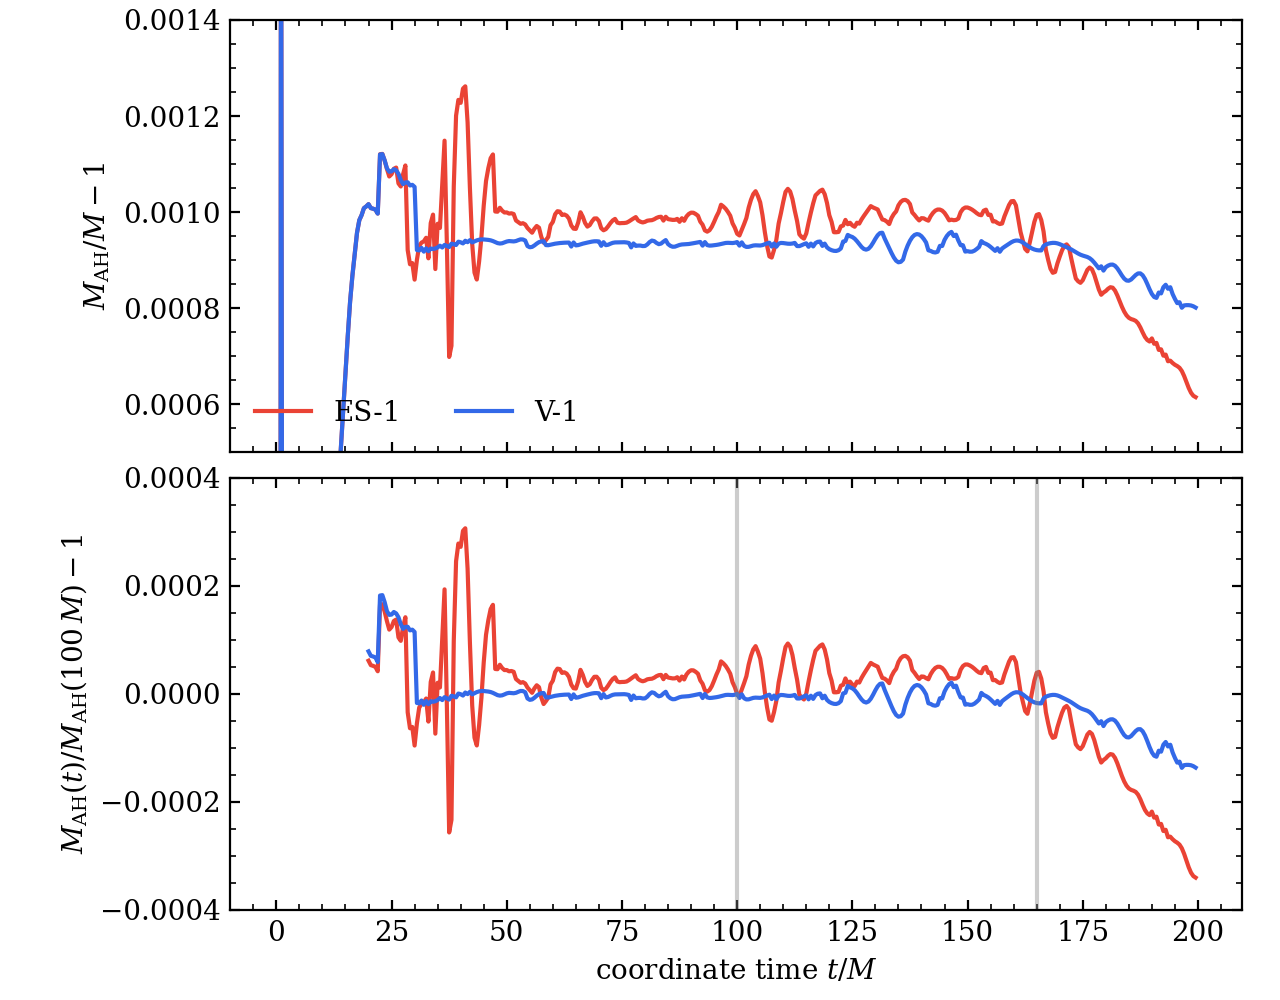 0.0014
0.0012
0.0010
0.0008
0.0006
M_AH/M − 1
ES-1
V-1
0.0004
0.0002
0.0000
−0.0002
−0.0004
M_AH(t)/M_AH(100 M) − 1
0 25 50 75 100 125 150 175 200
coordinate time t/M